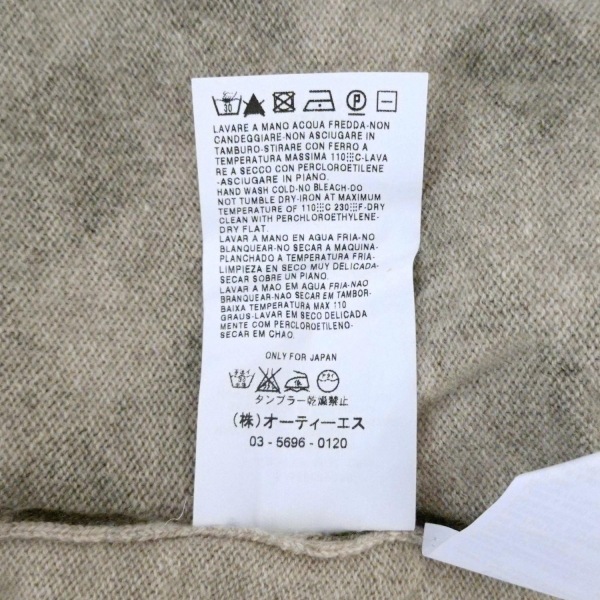 30
P
LAVARE A MANO ACQUA FREDDA-NON
CANDEGGIARE-NON ASCIUGARE IN
TAMBURO-STIRARE CON FERRO A
TEMPERATURA MASSIMA 110░C-LAVA
RE A SECCO CON PERCLOROETILENE
-ASCIUGARE IN PIANO.
HAND WASH COLD-NO BLEACH-DO
NOT TUMBLE DRY-IRON AT MAXIMUM
TEMPERATURE OF 110░C 230░F-DRY
CLEAN WITH PERCHLOROETHYLENE-
DRY FLAT.
LAVAR A MANO EN AGUA FRIA-NO
BLANQUEAR-NO SECAR A MAQUINA-
PLANCHADO A TEMPERATURA FRIA-
LIMPIEZA EN SECO MUY DELICADA-
SECAR SOBRE UN PIANO.
LAVAR A MAO EM AGUA FRIA-NAO
BRANQUEAR-NAO SECAR EM TAMBOR-
BAIXA TEMPERATURA MAX 110
GRAUS-LAVAR EM SECO DELICADA
MENTE COM PERCLOROETILENO-
SECAR EM CHAO.
ONLY FOR JAPAN
タンブラー乾燥禁止
(株)オーティーエス
03-5696-0120